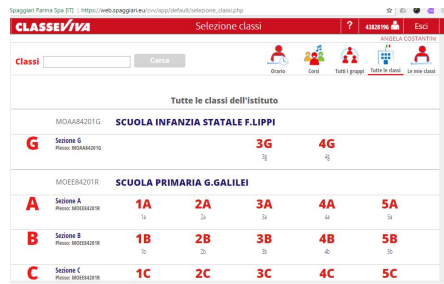 Spaggiari Parma Spa [IT] | https://web.spaggiari.eu/cvv/app/default/selezione_classi.php
CLASSEVIVA Selezione classi ? 43828196 Esci
ANGELA COSTANTINI
Classi Cerca
Orario Corsi Tutti i gruppi Tutte le classi Le mie classi
Tutte le classi dell'istituto
MOAA84201G SCUOLA INFANZIA STATALE F.LIPPI
G Sezione G 3G 4G
Plesso: MOAA84201G 3g 4g
MOEE84201R SCUOLA PRIMARIA G.GALILEI
A Sezione A 1A 2A 3A 4A 5A
Plesso: MOEE84201R 1a 2a 3a 4a 5a
B Sezione B 1B 2B 3B 4B 5B
Plesso: MOEE84201R 1b 2b 3b 4b 5b
C Sezione C 1C 2C 3C 4C 5C
Plesso: MOEE84201R